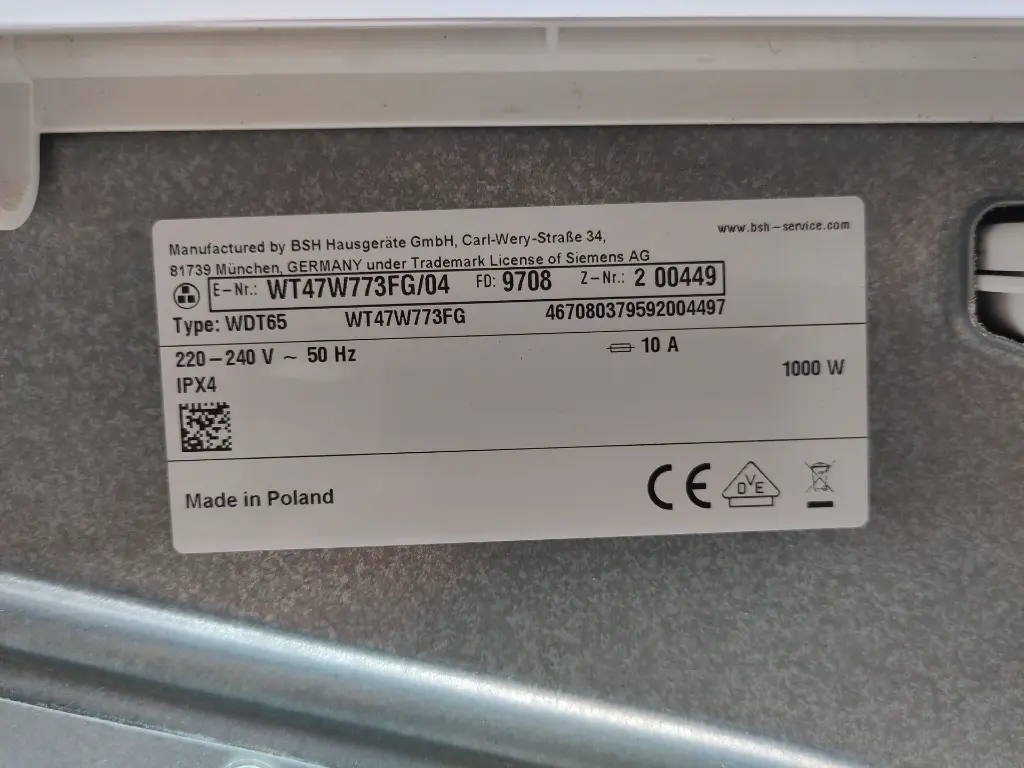 www.bsh-service.com
Manufactured by BSH Hausgeräte GmbH, Carl-Wery-Straße 34,
81739 München, GERMANY under Trademark License of Siemens AG
E-Nr.: WT47W773FG/04 FD: 9708 Z-Nr.: 2 00449
Type: WDT65 WT47W773FG 467080379592004497
220-240 V ~ 50 Hz 10 A
1000 W
IPX4
Made in Poland
CE DVE